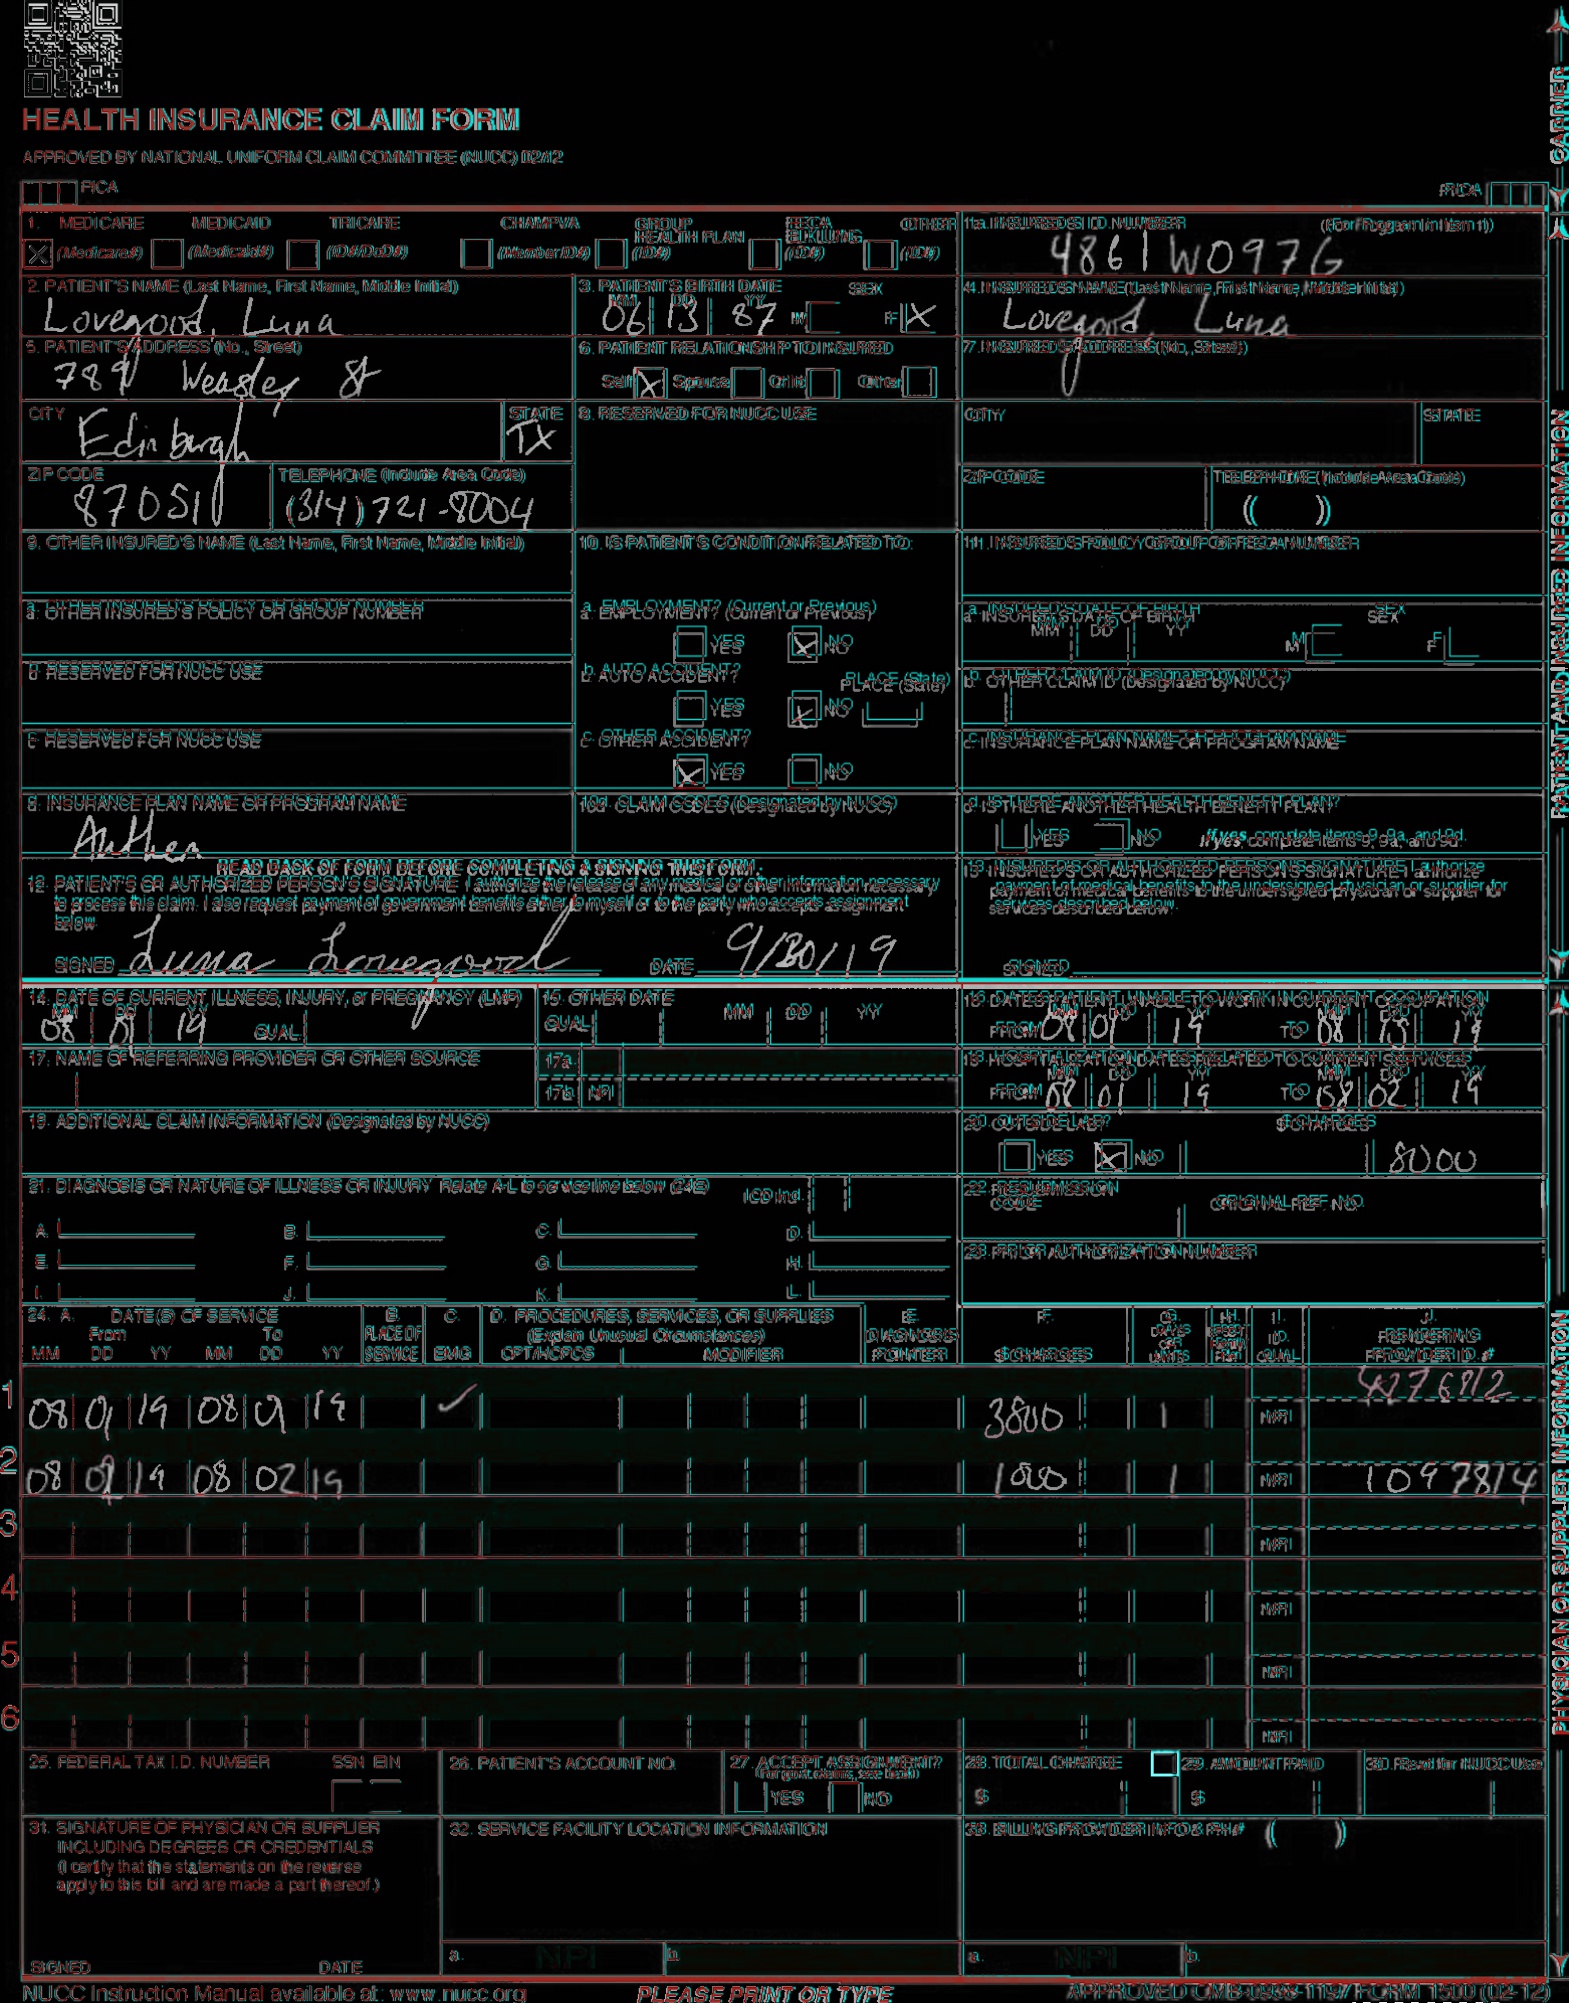 HEALTH INSURANCE CLAIM FORM
APPROVED BY NATIONAL UNIFORM CLAIM COMMITTEE (NUCC) 02/12
PICA
PICA
CARRIER
1. MEDICARE MEDICAID TRICARE CHAMPVA GROUP HEALTH PLAN FECA BLK LUNG OTHER
X (Medicare#) (Medicaid#) (ID#/DoD#) (Member ID#) (ID#) (ID#) (ID#)
1a. INSURED'S I.D. NUMBER (For Program in Item 1)
4861W097G
2. PATIENT'S NAME (Last Name, First Name, Middle Initial)
Lovegood, Luna
3. PATIENT'S BIRTH DATE SEX
MM DD YY
06 13 87 M F X
4. INSURED'S NAME (Last Name, First Name, Middle Initial)
Lovegood, Luna
5. PATIENT'S ADDRESS (No., Street)
789 Weasley St
6. PATIENT RELATIONSHIP TO INSURED
Self X Spouse Child Other
7. INSURED'S ADDRESS (No., Street)
CITY
Edinburgh
STATE
TX
8. RESERVED FOR NUCC USE
CITY
STATE
ZIP CODE
87051
TELEPHONE (Include Area Code)
(314) 721-8004
ZIP CODE
TELEPHONE (Include Area Code)
( )
9. OTHER INSURED'S NAME (Last Name, First Name, Middle Initial)
10. IS PATIENT'S CONDITION RELATED TO:
11. INSURED'S POLICY GROUP OR FECA NUMBER
a. OTHER INSURED'S POLICY OR GROUP NUMBER
a. EMPLOYMENT? (Current or Previous)
YES X NO
a. INSURED'S DATE OF BIRTH SEX
MM DD YY M F
b. RESERVED FOR NUCC USE
b. AUTO ACCIDENT? PLACE (State)
YES X NO
b. OTHER CLAIM ID (Designated by NUCC)
c. RESERVED FOR NUCC USE
c. OTHER ACCIDENT?
X YES NO
c. INSURANCE PLAN NAME OR PROGRAM NAME
d. INSURANCE PLAN NAME OR PROGRAM NAME
10d. CLAIM CODES (Designated by NUCC)
d. IS THERE ANOTHER HEALTH BENEFIT PLAN?
YES NO If yes, complete items 9, 9a, and 9d.
PATIENT AND INSURED INFORMATION
READ BACK OF FORM BEFORE COMPLETING & SIGNING THIS FORM.
12. PATIENT'S OR AUTHORIZED PERSON'S SIGNATURE I authorize the release of any medical or other information necessary
to process this claim. I also request payment of government benefits either to myself or to the party who accepts assignment
below.
SIGNED Luna Lovegood DATE 9/30/19
13. INSURED'S OR AUTHORIZED PERSON'S SIGNATURE I authorize
payment of medical benefits to the undersigned physician or supplier for
services described below.
SIGNED
14. DATE OF CURRENT ILLNESS, INJURY, or PREGNANCY (LMP)
MM DD YY
08 01 19 QUAL.
15. OTHER DATE
QUAL. MM DD YY
16. DATES PATIENT UNABLE TO WORK IN CURRENT OCCUPATION
MM DD YY MM DD YY
FROM 08 01 19 TO 08 15 19
17. NAME OF REFERRING PROVIDER OR OTHER SOURCE
17a.
17b. NPI
18. HOSPITALIZATION DATES RELATED TO CURRENT SERVICES
MM DD YY MM DD YY
FROM 08 01 19 TO 08 02 19
19. ADDITIONAL CLAIM INFORMATION (Designated by NUCC)
20. OUTSIDE LAB? $ CHARGES
YES X NO 8000
21. DIAGNOSIS OR NATURE OF ILLNESS OR INJURY Relate A-L to service line below (24E) ICD Ind.
A. B. C. D.
E. F. G. H.
I. J. K. L.
22. RESUBMISSION CODE ORIGINAL REF. NO.
23. PRIOR AUTHORIZATION NUMBER
24. A. DATE(S) OF SERVICE
From To
MM DD YY MM DD YY
B. PLACE OF SERVICE
C. EMG
D. PROCEDURES, SERVICES, OR SUPPLIES
(Explain Unusual Circumstances)
CPT/HCPCS MODIFIER
E. DIAGNOSIS POINTER
F. $ CHARGES
G. DAYS OR UNITS
H. EPSDT Family Plan
I. ID. QUAL.
J. RENDERING PROVIDER ID. #
1
08 01 19 08 01 19 ✓ 3800 1 NPI
2
08 01 19 08 02 19 1000 1 NPI 1097814
3
NPI
4
NPI
5
NPI
6
NPI
PHYSICIAN OR SUPPLIER INFORMATION
25. FEDERAL TAX I.D. NUMBER SSN EIN
26. PATIENT'S ACCOUNT NO.
27. ACCEPT ASSIGNMENT?
(For govt. claims, see back)
YES NO
28. TOTAL CHARGE
$
29. AMOUNT PAID
$
30. Rsvd for NUCC Use
31. SIGNATURE OF PHYSICIAN OR SUPPLIER
INCLUDING DEGREES OR CREDENTIALS
(I certify that the statements on the reverse
apply to this bill and are made a part thereof.)
SIGNED DATE
32. SERVICE FACILITY LOCATION INFORMATION
a. NPI b.
33. BILLING PROVIDER INFO & PH # ( )
a. NPI b.
NUCC Instruction Manual available at: www.nucc.org
PLEASE PRINT OR TYPE
APPROVED OMB-0938-1197 FORM 1500 (02-12)